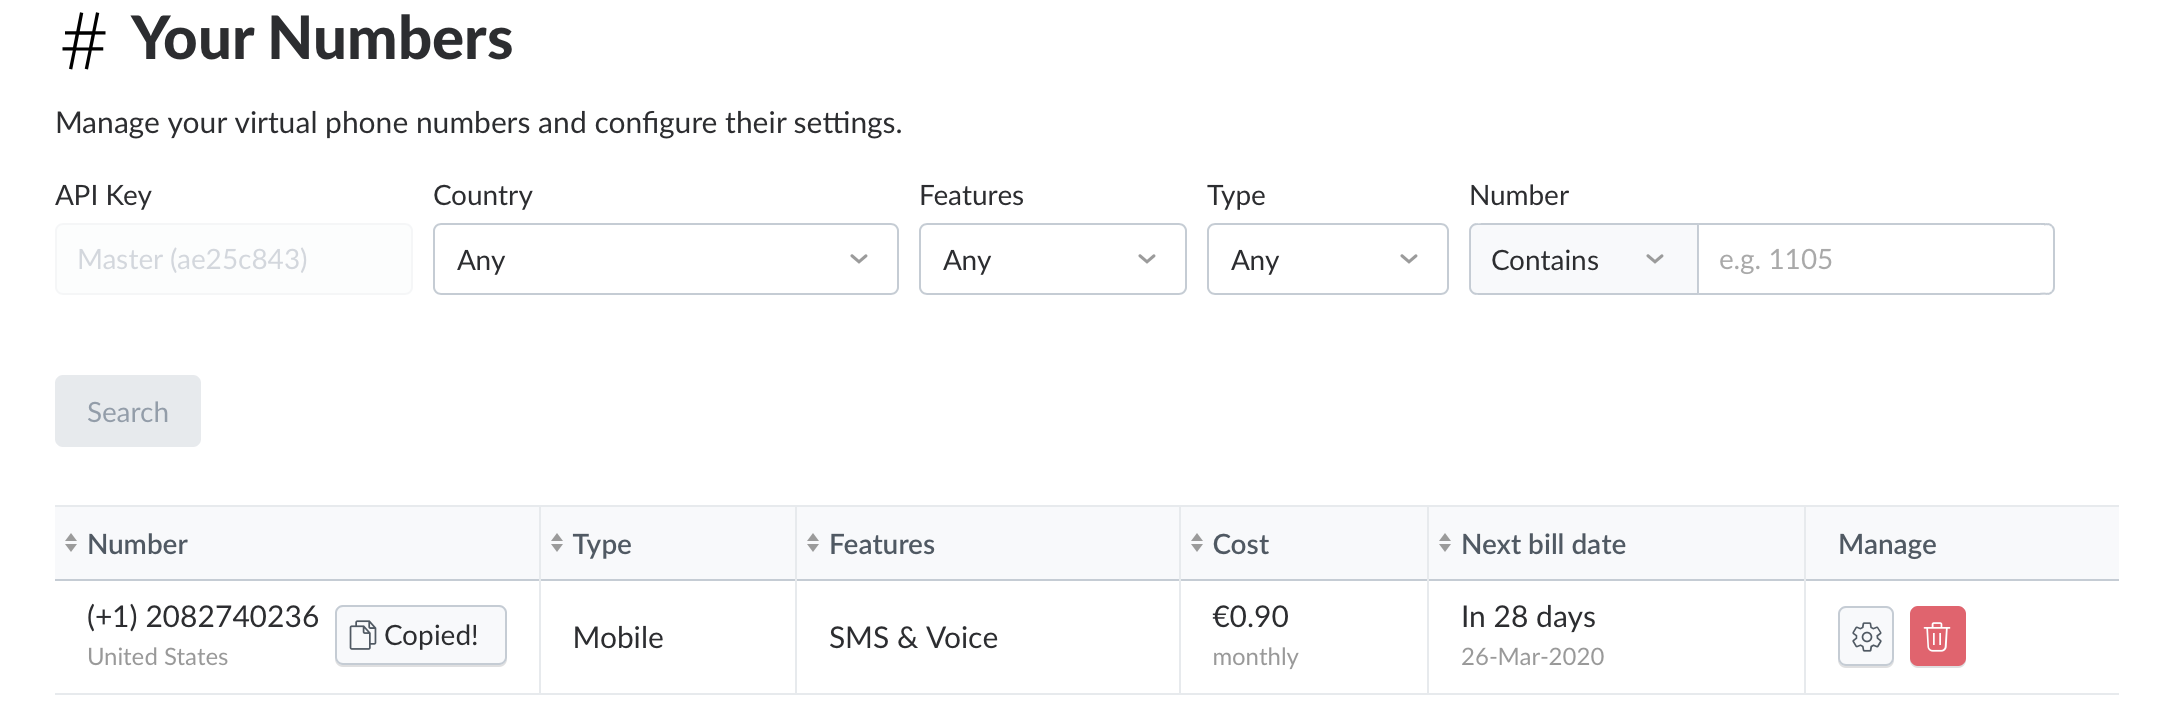 # Your Numbers
Manage your virtual phone numbers and configure their settings.
API Key Country Features Type Number
Master (ae25c843) Any Any Any Contains e.g. 1105
Search
Number Type Features Cost Next bill date Manage
(+1) 2082740236 Copied! Mobile SMS & Voice €0.90 In 28 days
United States monthly 26-Mar-2020